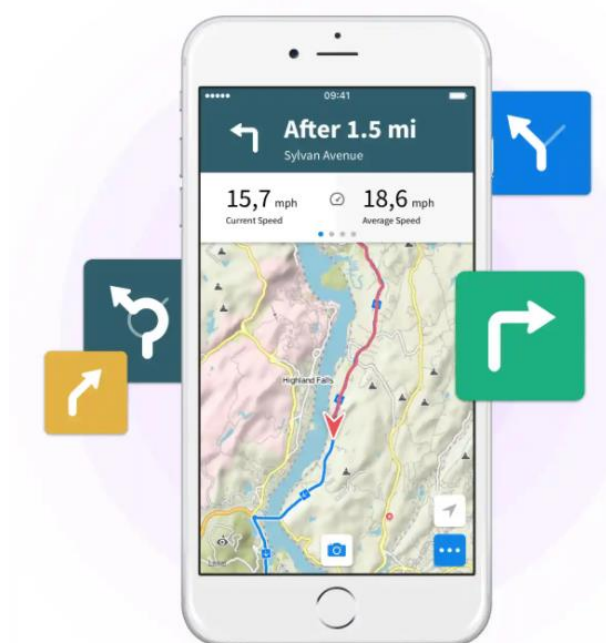 09:41
After 1.5 mi
Sylvan Avenue
15,7 mph
18,6 mph
Current Speed
Average Speed
Highland Falls